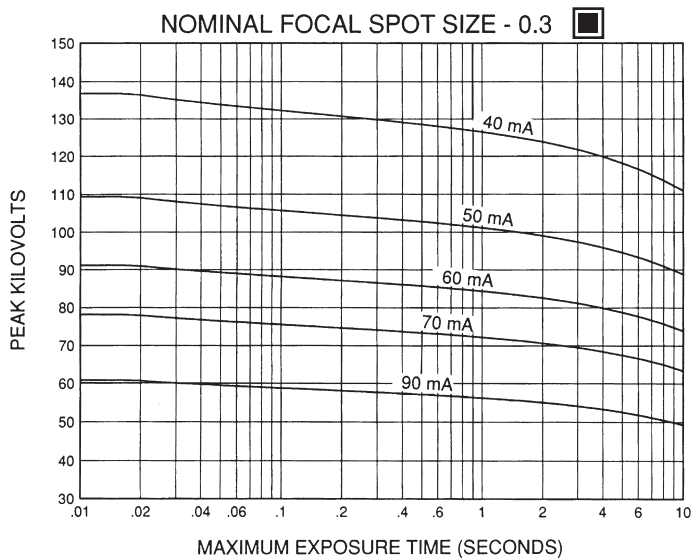 NOMINAL FOCAL SPOT SIZE - 0.3
150
140
130
120
110
100
90
80
70
60
50
40
30
40 mA
50 mA
60 mA
70 mA
90 mA
PEAK KILOVOLTS
.01 .02 .04 .06 .1 .2 .4 .6 1 2 4 6 10
MAXIMUM EXPOSURE TIME (SECONDS)